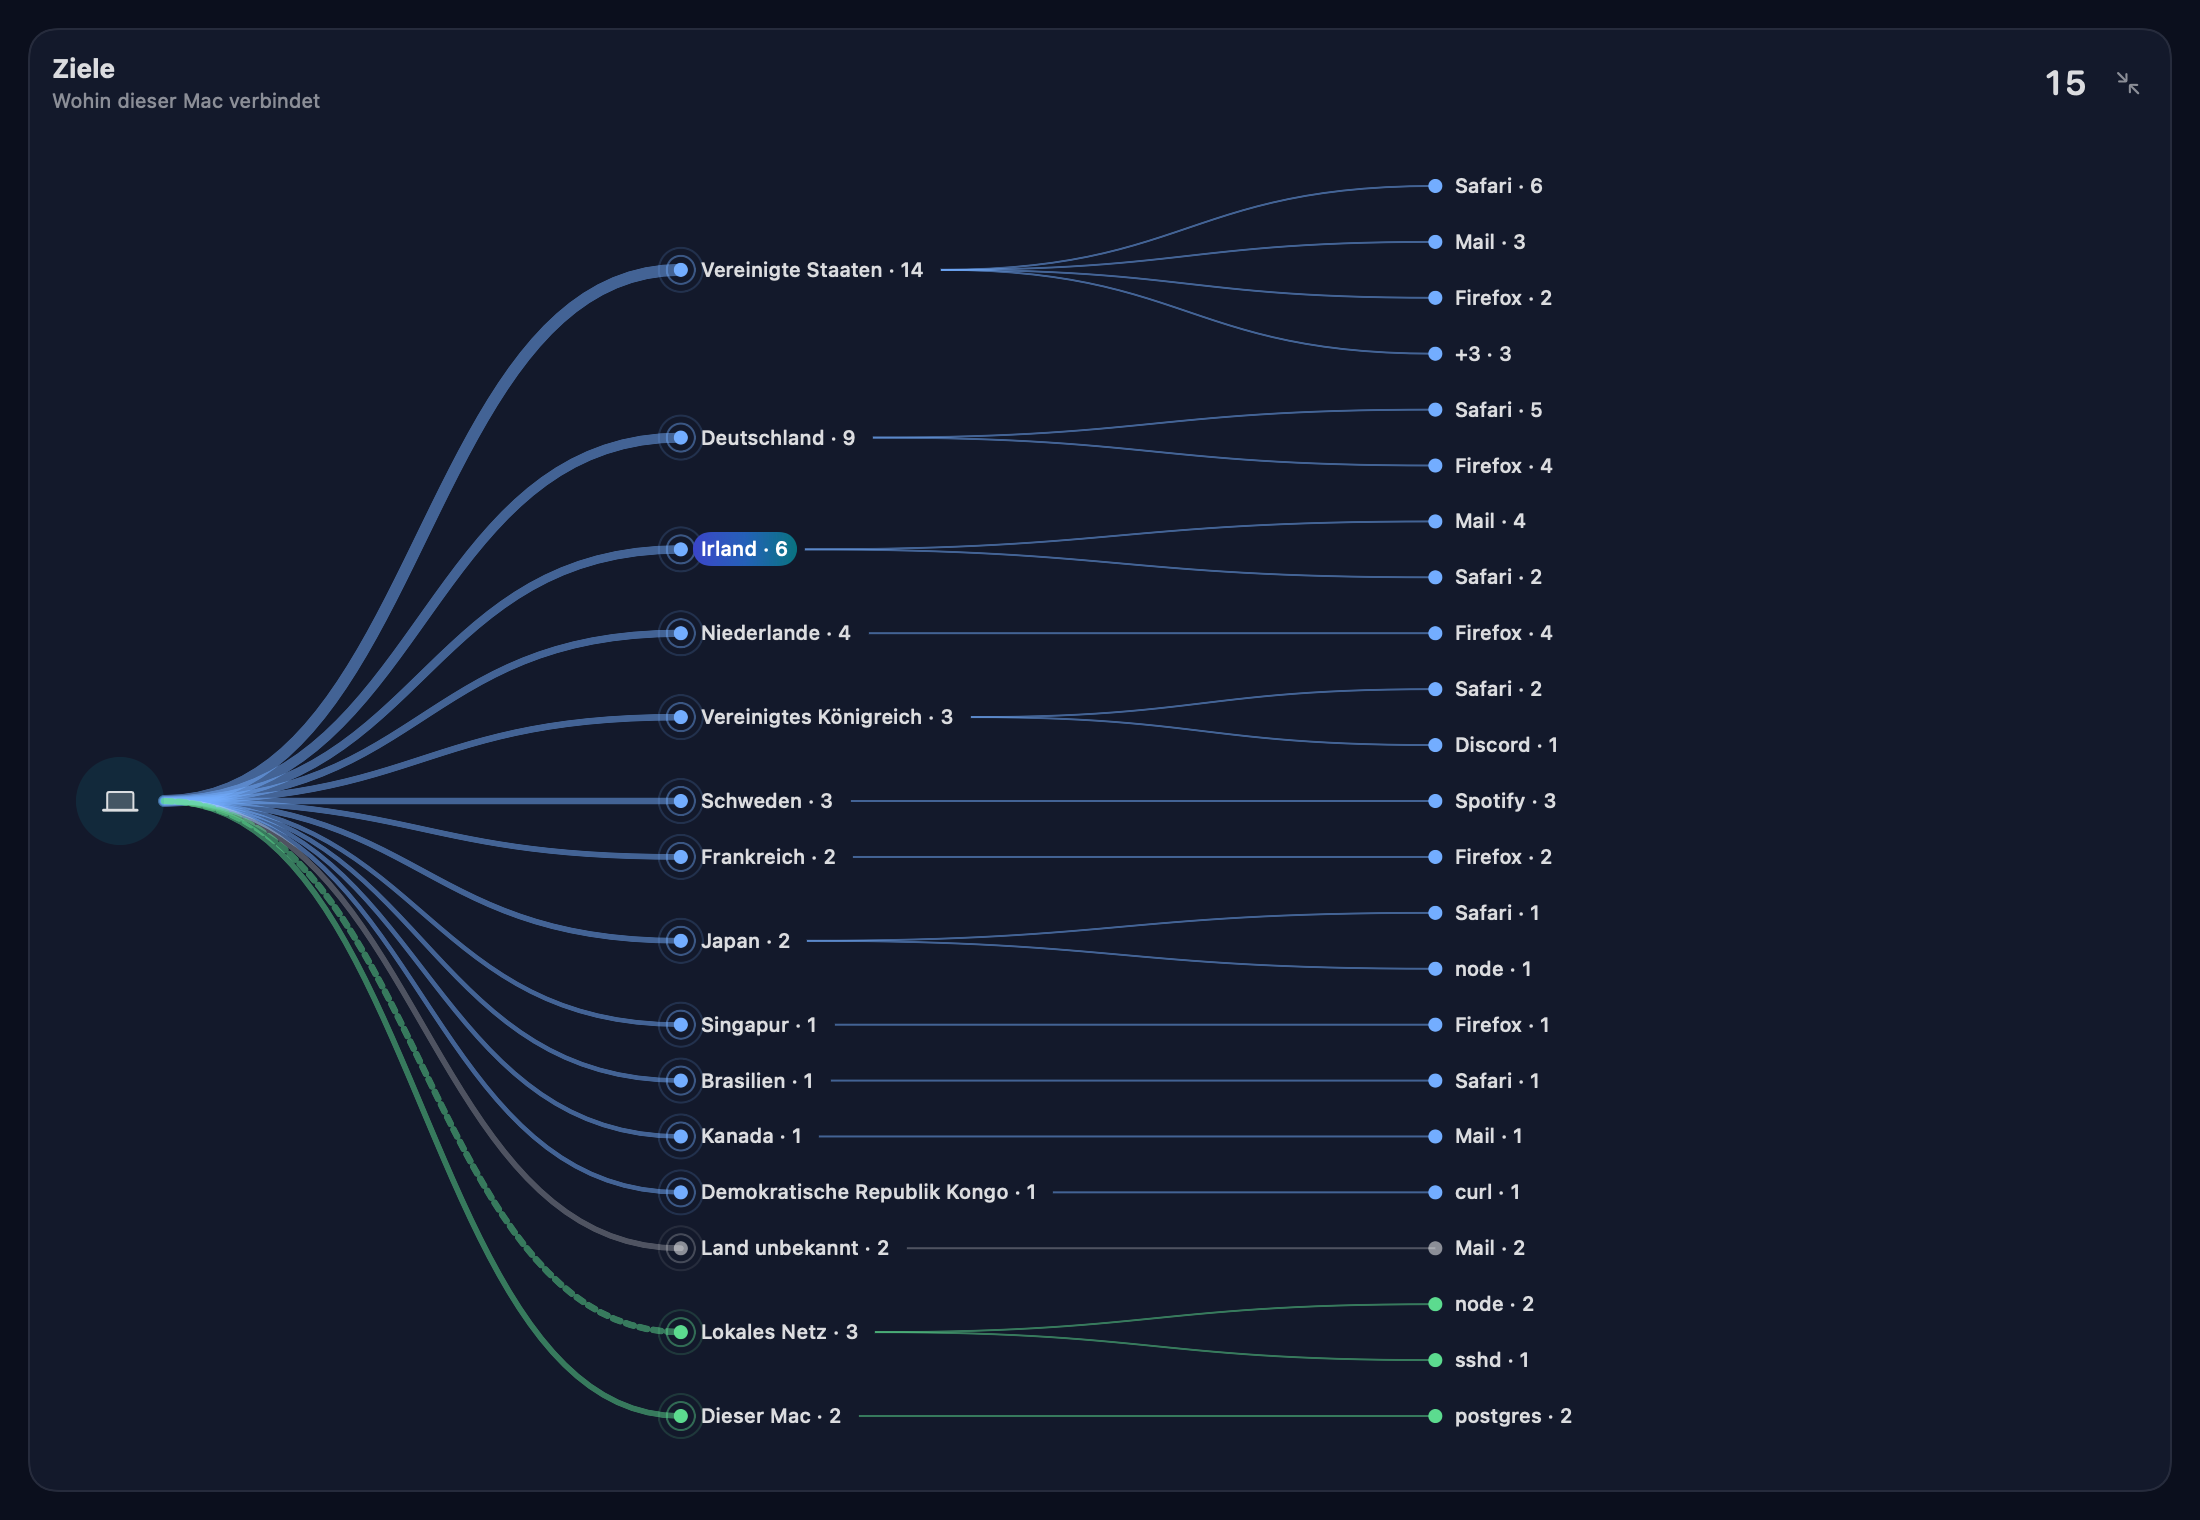 Ziele
Wohin dieser Mac verbindet
15
Vereinigte Staaten · 14
Safari · 6
Mail · 3
Firefox · 2
+3 · 3
Deutschland · 9
Safari · 5
Firefox · 4
Irland · 6
Mail · 4
Safari · 2
Niederlande · 4
Firefox · 4
Vereinigtes Königreich · 3
Safari · 2
Discord · 1
Schweden · 3
Spotify · 3
Frankreich · 2
Firefox · 2
Japan · 2
Safari · 1
node · 1
Singapur · 1
Firefox · 1
Brasilien · 1
Safari · 1
Kanada · 1
Mail · 1
Demokratische Republik Kongo · 1
curl · 1
Land unbekannt · 2
Mail · 2
Lokales Netz · 3
node · 2
sshd · 1
Dieser Mac · 2
postgres · 2